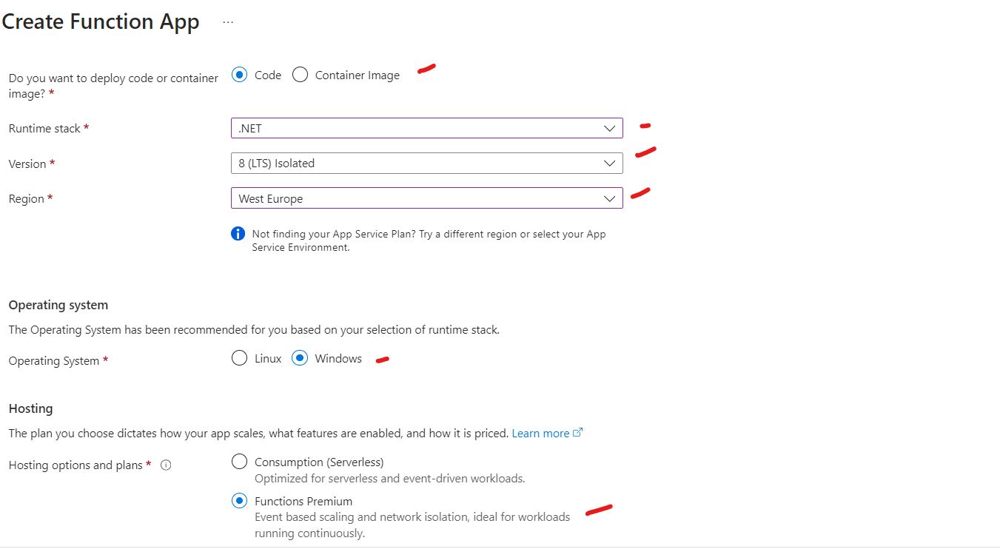 Create Function App ...
Do you want to deploy code or container
image? *
Code
Container Image
Runtime stack *
.NET
Version *
8 (LTS) Isolated
Region *
West Europe
Not finding your App Service Plan? Try a different region or select your App
Service Environment.
Operating system
The Operating System has been recommended for you based on your selection of runtime stack.
Operating System *
Linux
Windows
Hosting
The plan you choose dictates how your app scales, what features are enabled, and how it is priced. Learn more
Hosting options and plans *
Consumption (Serverless)
Optimized for serverless and event-driven workloads.
Functions Premium
Event based scaling and network isolation, ideal for workloads
running continuously.